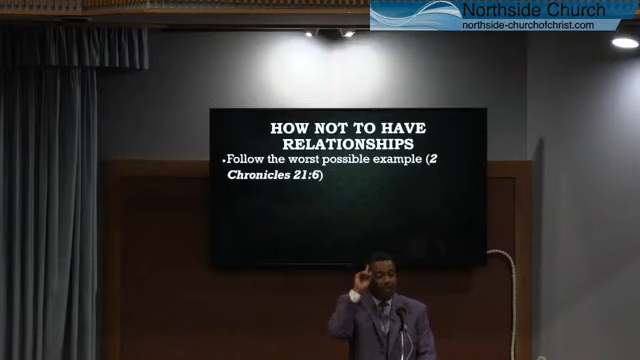 Northside Church
northside-churchofchrist.com
HOW NOT TO HAVE
RELATIONSHIPS
•Follow the worst possible example (2
Chronicles 21:6)